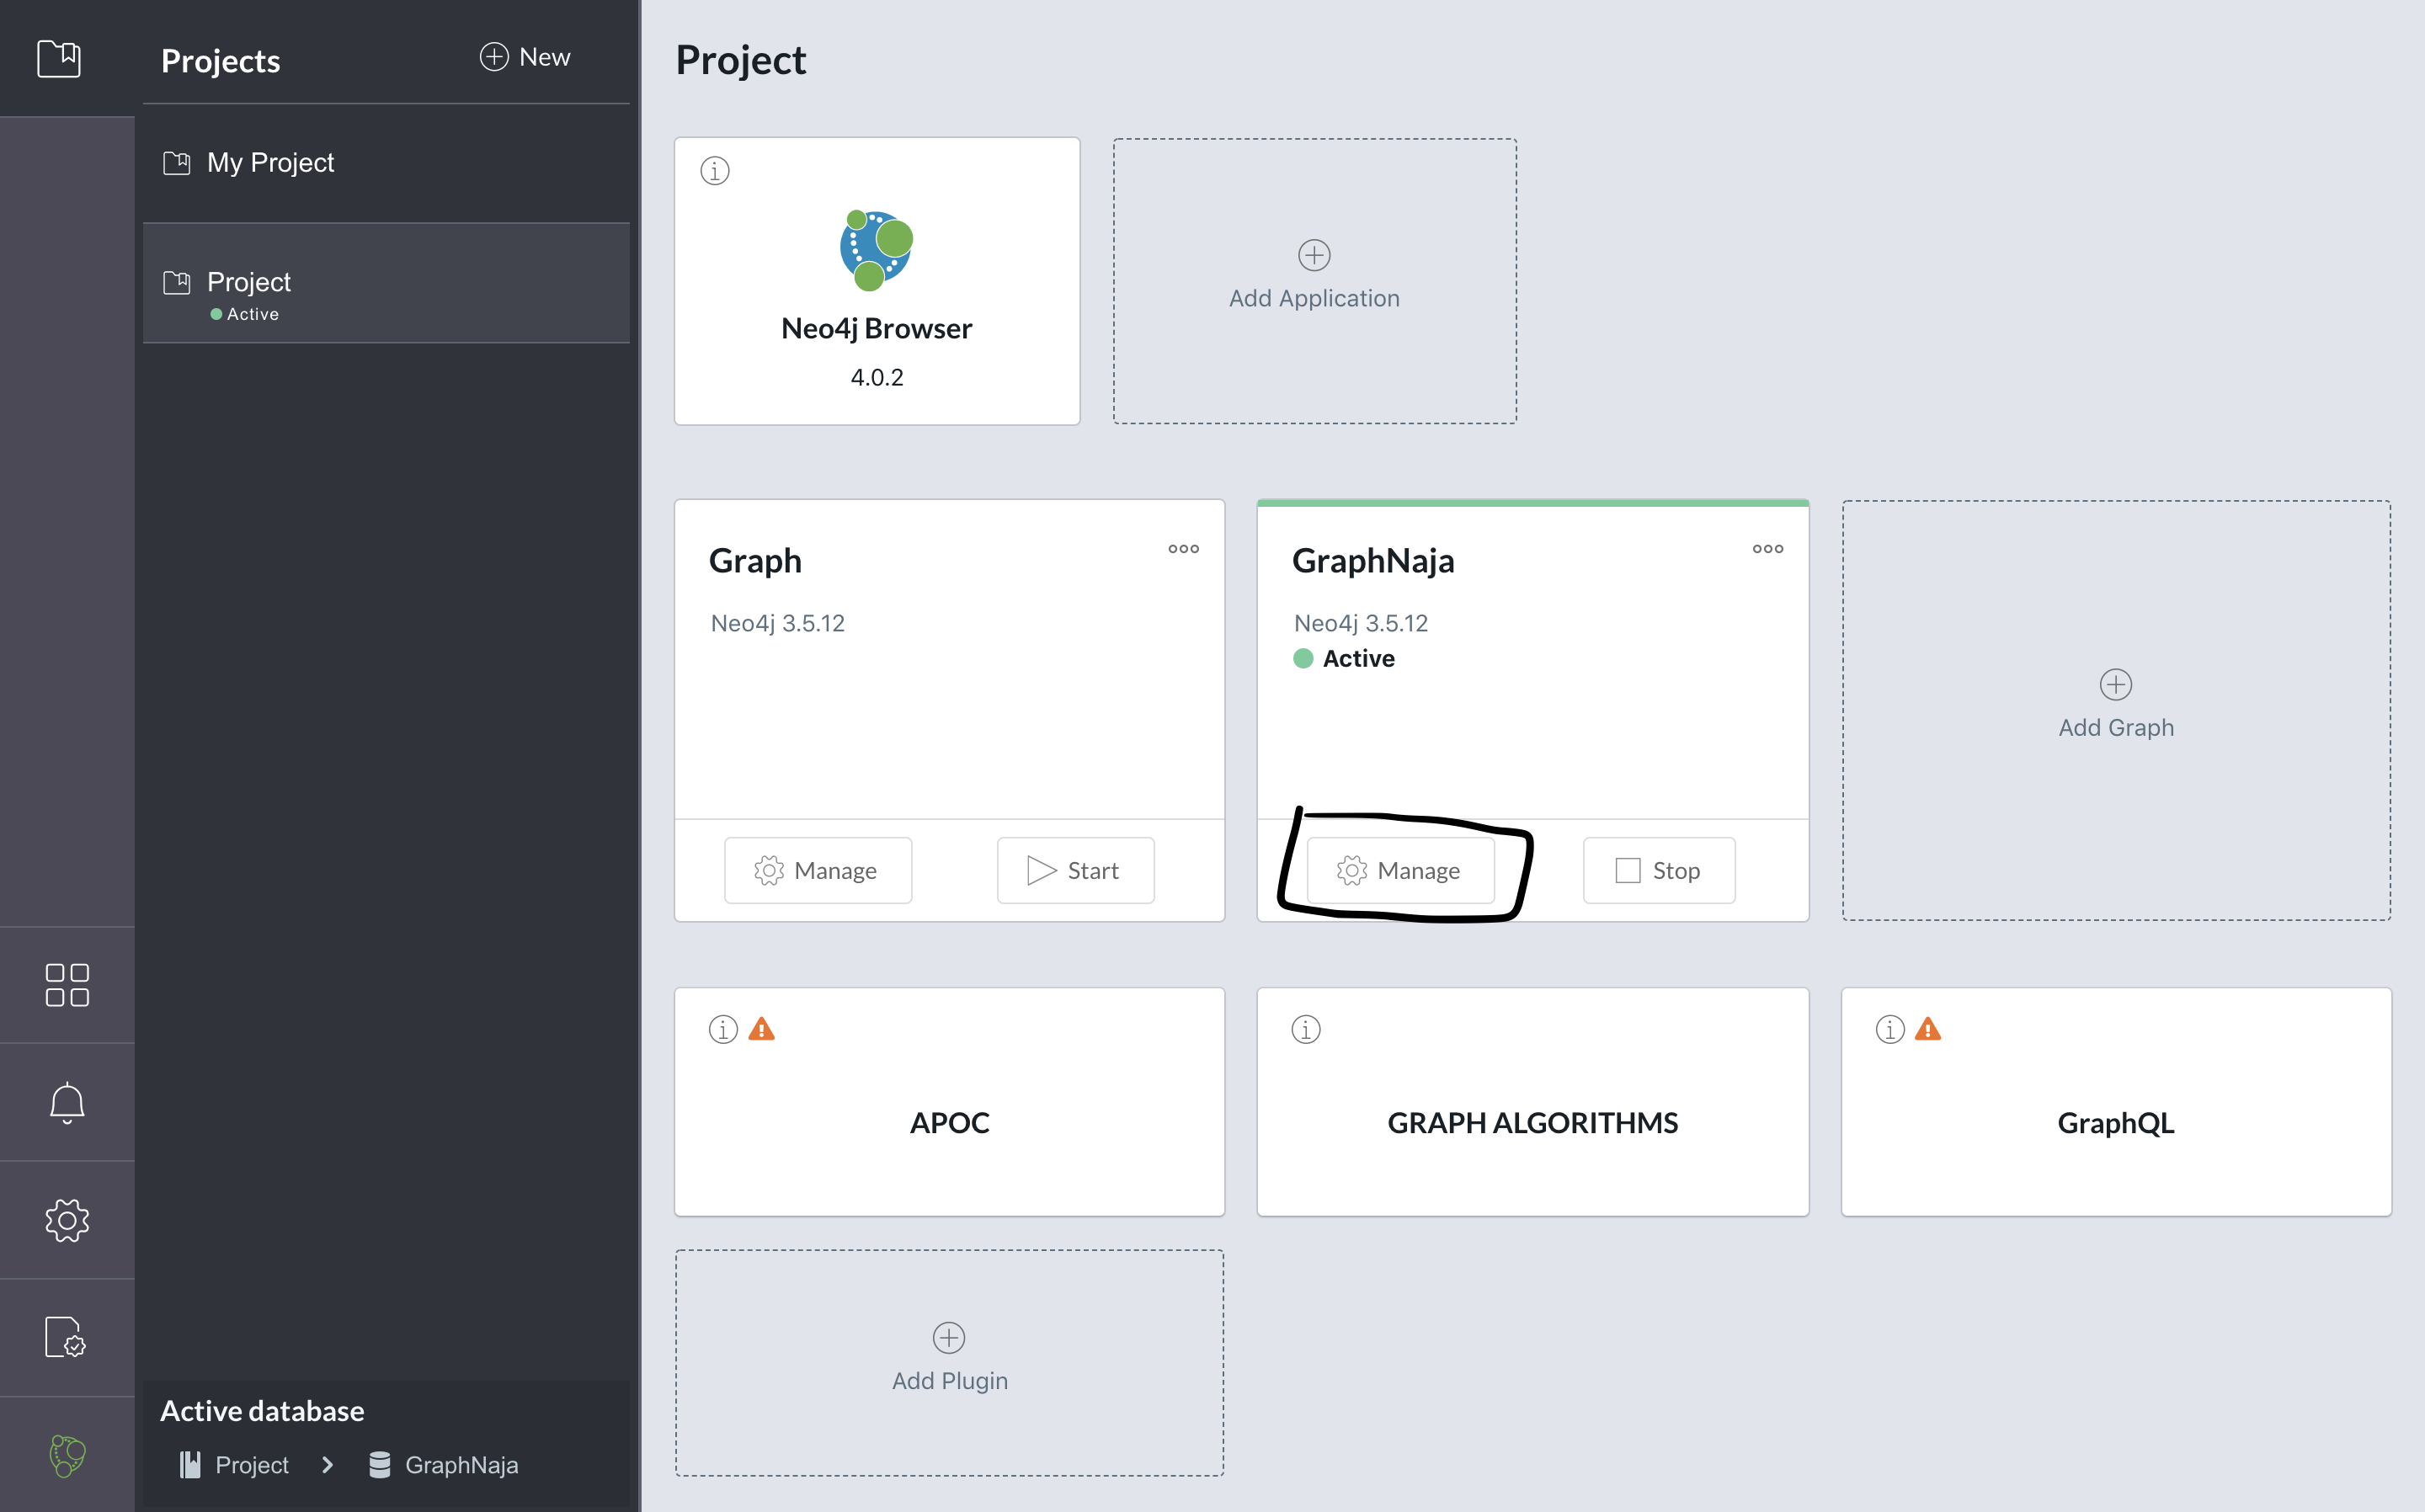 Projects
New
My Project
Project
Active
Active database
Project
GraphNaja
Project
Neo4j Browser
4.0.2
Add Application
Graph
Neo4j 3.5.12
Manage
Start
GraphNaja
Neo4j 3.5.12
Active
Manage
Stop
Add Graph
APOC
GRAPH ALGORITHMS
GraphQL
Add Plugin